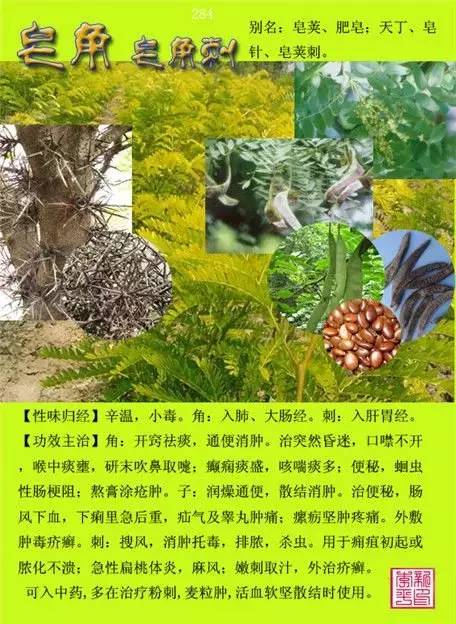 284
皂角 皂角刺
别名：皂荚、肥皂；天丁、皂
针、皂荚刺。
【性味归经】辛温，小毒。角：入肺、大肠经。刺：入肝胃经。
【功效主治】角：开窍祛痰，通便消肿。治突然昏迷，口噤不开
，喉中痰壅，研末吹鼻取嚏；癫痫痰盛，咳喘痰多；便秘，蛔虫
性肠梗阻；熬膏涂疮肿。子：润燥通便，散结消肿。治便秘，肠
风下血，下痢里急后重，疝气及睾丸肿痛；瘰疬坚肿疼痛。外敷
肿毒疥癣。刺：搜风，消肿托毒，排脓，杀虫。用于痈疽初起或
脓化不溃；急性扁桃体炎，麻风；嫩刺取汁，外治疥癣。
可入中药,多在治疗粉刺,麦粒肿,活血软坚散结时使用。